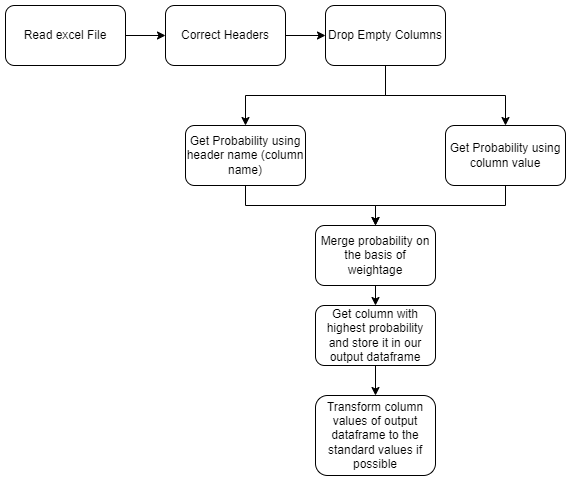 Read excel File
Correct Headers
Drop Empty Columns
Get Probability using
header name (column
name)
Get Probability using
column value
Merge probability on
the basis of
weightage
Get column with
highest probability
and store it in our
output dataframe
Transform column
values of output
dataframe to the
standard values if
possible